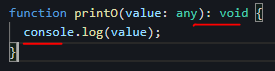 function printO(value: any): void {
    console.log(value);
}